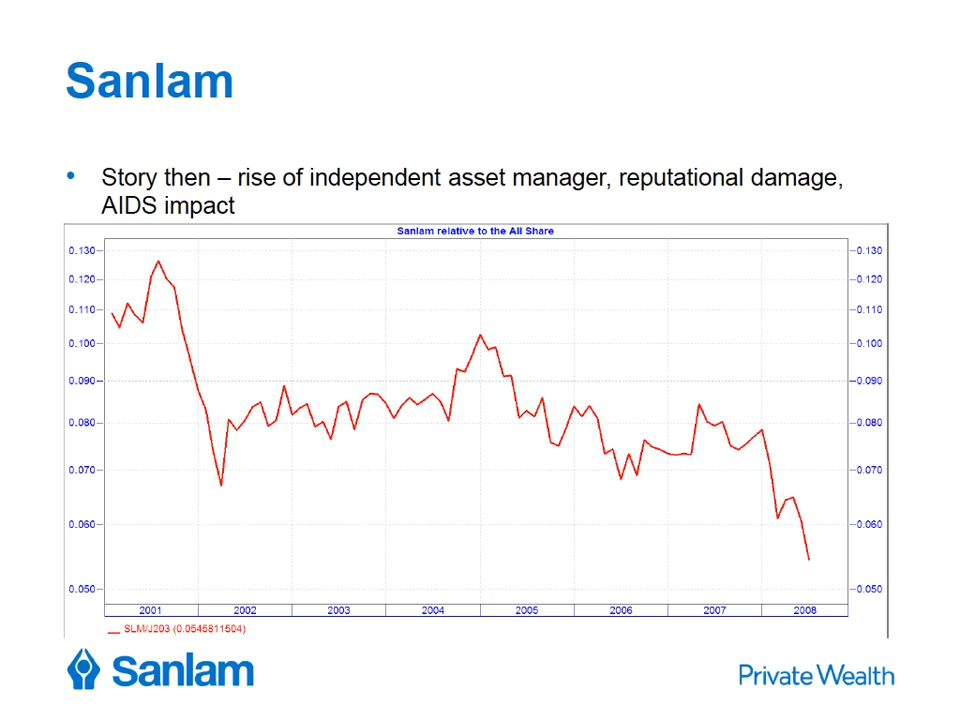 Sanlam
• Story then – rise of independent asset manager, reputational damage,
AIDS impact
Sanlam relative to the All Share
0.130 0.130
0.120 0.120
0.110 0.110
0.100 0.100
0.090 0.090
0.080 0.080
0.070 0.070
0.060 0.060
0.050 0.050
2001 2002 2003 2004 2005 2006 2007 2008
SLM/J203 (0.0545811504)
Sanlam Private Wealth